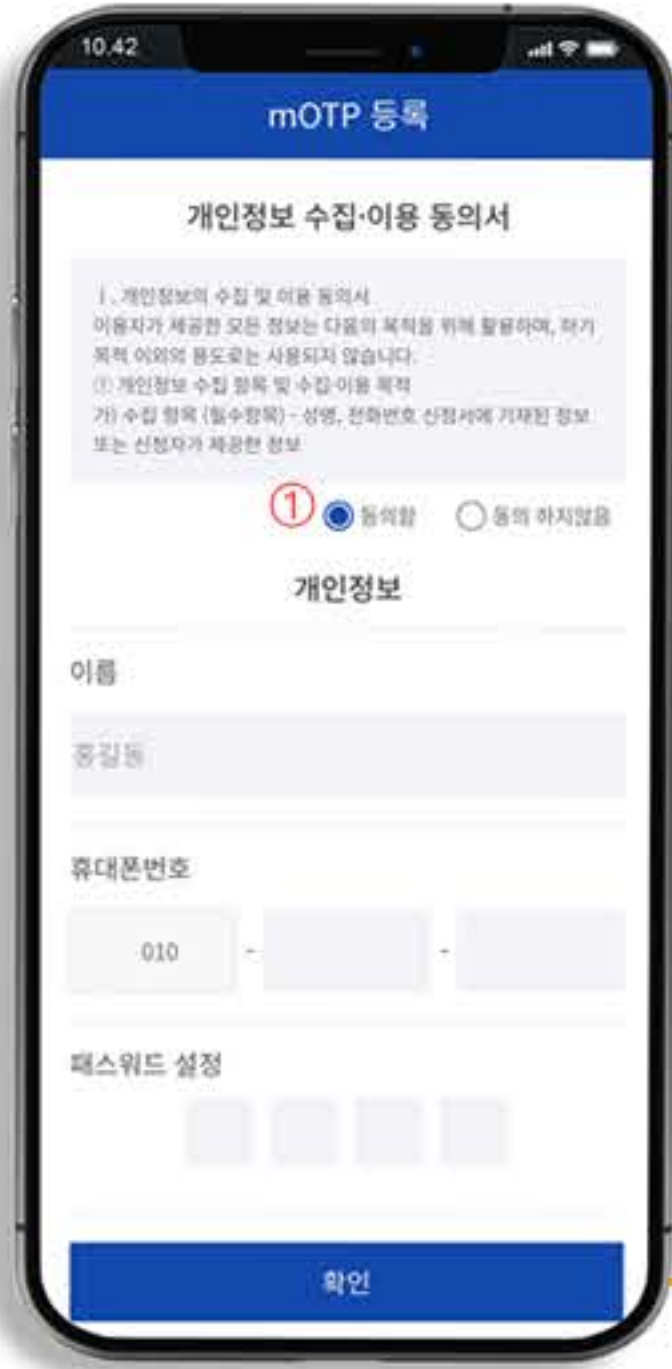 10.42
mOTP 등록
개인정보 수집·이용 동의서
Ⅰ. 개인정보의 수집 및 이용 동의서
이용자가 제공한 모든 정보는 다음의 목적을 위해 활용하며, 하기
목적 이외의 용도로는 사용되지 않습니다.
① 개인정보 수집 항목 및 수집·이용 목적
가) 수집 항목 (필수항목) - 성명, 전화번호 신청서에 기재된 정보
또는 신청자가 제공한 정보
① 동의함 동의 하지않음
개인정보
이름
홍길동
휴대폰번호
010 - -
패스워드 설정
확인